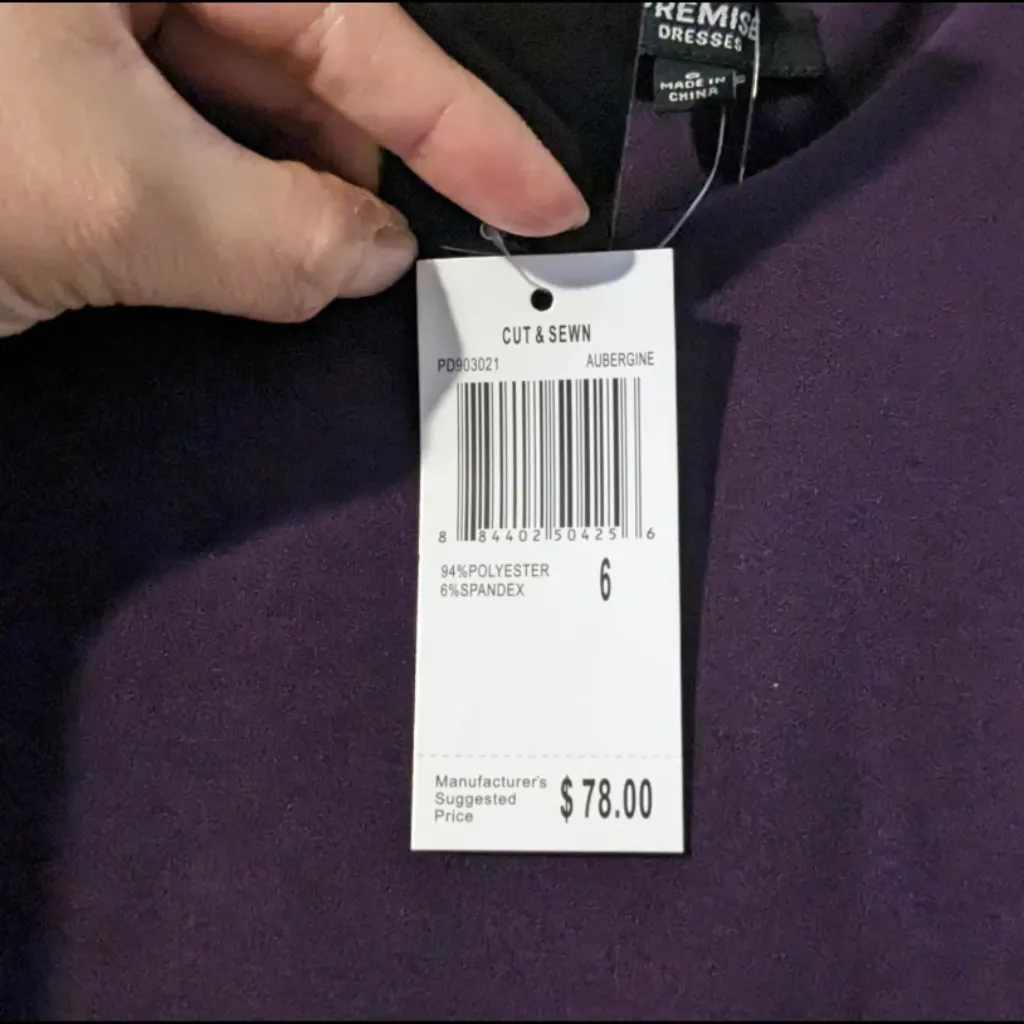 PREMISE
DRESSES
6
MADE IN
CHINA
CUT & SEWN
PD903021 AUBERGINE
8 84402 50425 6
94%POLYESTER
6%SPANDEX
6
Manufacturer's
Suggested
Price
$ 78.00